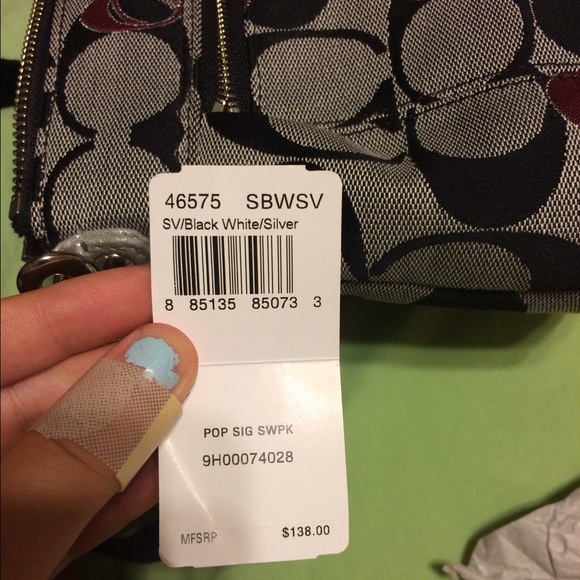 46575 SBWSV
SV/Black White/Silver
8 85135 85073 3
POP SIG SWPK
9H00074028
MFSRP $138.00